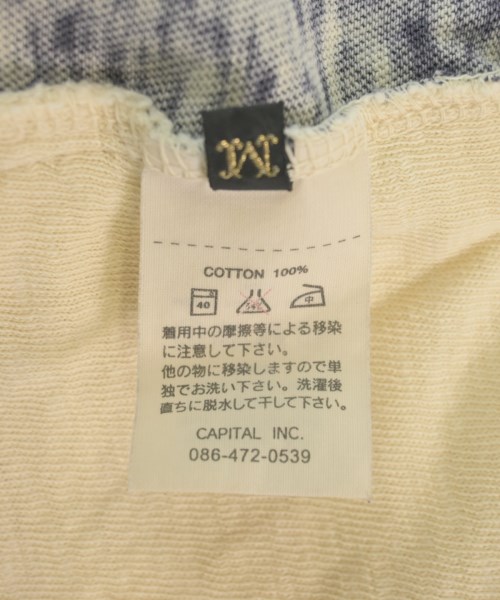 M
COTTON 100%
40 中
着用中の摩擦等による移染
に注意して下さい。
他の物に移染しますので単
独でお洗い下さい。洗濯後
直ちに脱水して干して下さい。
CAPITAL INC.
086-472-0539